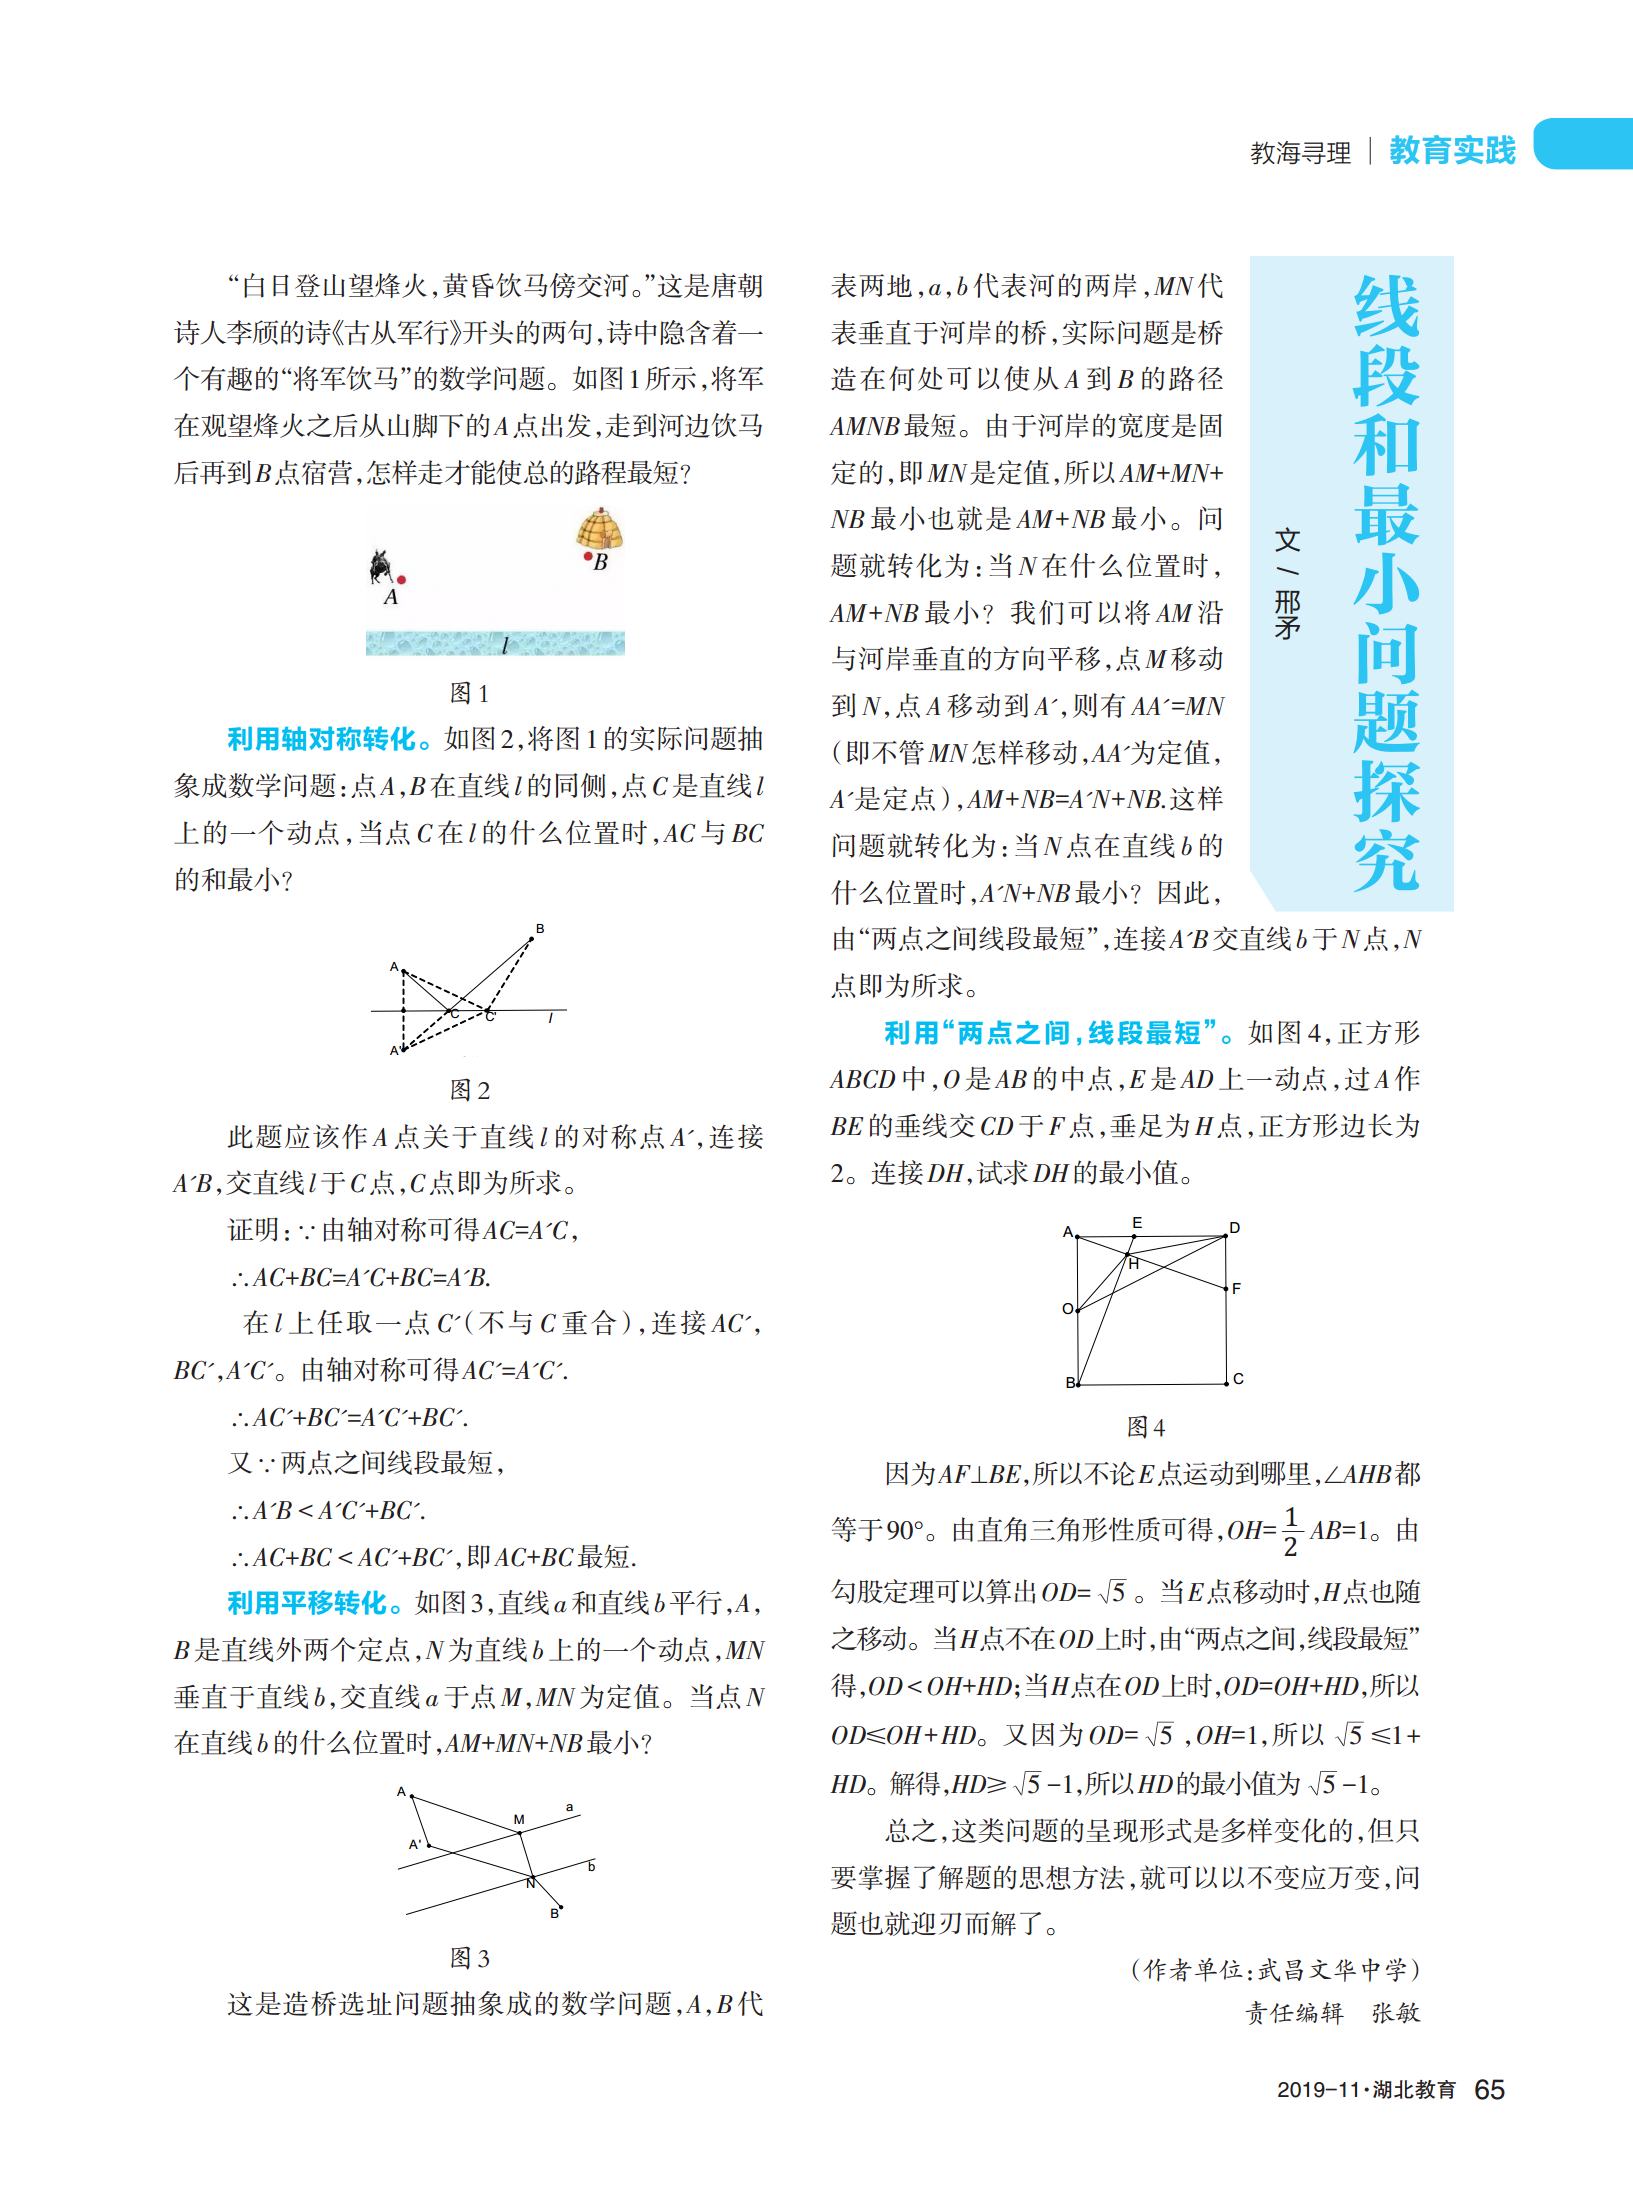 教海寻理｜教育实践
线段和最小问题探究
文/邢矛
“白日登山望烽火,黄昏饮马傍交河。”这是唐朝
诗人李颀的诗《古从军行》开头的两句,诗中隐含着一
个有趣的“将军饮马”的数学问题。如图1所示,将军
在观望烽火之后从山脚下的A点出发,走到河边饮马
后再到B点宿营,怎样走才能使总的路程最短?
A
B
l
图1
利用轴对称转化。如图2,将图1的实际问题抽
象成数学问题:点A,B在直线l的同侧,点C是直线l
上的一个动点,当点C在l的什么位置时,AC与BC
的和最小?
B
A
C
C'
l
A'
图2
此题应该作A点关于直线l的对称点A′,连接
A′B,交直线l于C点,C点即为所求。
证明:∵由轴对称可得AC=A′C,
∴AC+BC=A′C+BC=A′B.
在l上任取一点C′(不与C重合),连接AC′,
BC′,A′C′。由轴对称可得AC′=A′C′.
∴AC′+BC′=A′C′+BC′.
又∵两点之间线段最短,
∴A′B<A′C′+BC′.
∴AC+BC<AC′+BC′,即AC+BC最短.
利用平移转化。如图3,直线a和直线b平行,A,
B是直线外两个定点,N为直线b上的一个动点,MN
垂直于直线b,交直线a于点M,MN为定值。当点N
在直线b的什么位置时,AM+MN+NB最小?
A
M
a
A'
b
N
B
图3
这是造桥选址问题抽象成的数学问题,A,B代
表两地,a,b代表河的两岸,MN代
表垂直于河岸的桥,实际问题是桥
造在何处可以使从A到B的路径
AMNB最短。由于河岸的宽度是固
定的,即MN是定值,所以AM+MN+
NB最小也就是AM+NB最小。问
题就转化为:当N在什么位置时,
AM+NB最小?我们可以将AM沿
与河岸垂直的方向平移,点M移动
到N,点A移动到A′,则有AA′=MN
(即不管MN怎样移动,AA′为定值,
A′是定点),AM+NB=A′N+NB.这样
问题就转化为:当N点在直线b的
什么位置时,A′N+NB最小?因此,
由“两点之间线段最短”,连接A′B交直线b于N点,N
点即为所求。
利用“两点之间,线段最短”。如图4,正方形
ABCD中,O是AB的中点,E是AD上一动点,过A作
BE的垂线交CD于F点,垂足为H点,正方形边长为
2。连接DH,试求DH的最小值。
A
E
D
H
F
O
B
C
图4
因为AF⊥BE,所以不论E点运动到哪里,∠AHB都
等于90°。由直角三角形性质可得,OH=1/2 AB=1。由
勾股定理可以算出OD=√5。当E点移动时,H点也随
之移动。当H点不在OD上时,由“两点之间,线段最短”
得,OD<OH+HD;当H点在OD上时,OD=OH+HD,所以
OD≤OH+HD。又因为OD=√5,OH=1,所以√5≤1+
HD。解得,HD≥√5-1,所以HD的最小值为√5-1。
总之,这类问题的呈现形式是多样变化的,但只
要掌握了解题的思想方法,就可以以不变应万变,问
题也就迎刃而解了。
(作者单位:武昌文华中学)
责任编辑 张敏
2019-11·湖北教育 65